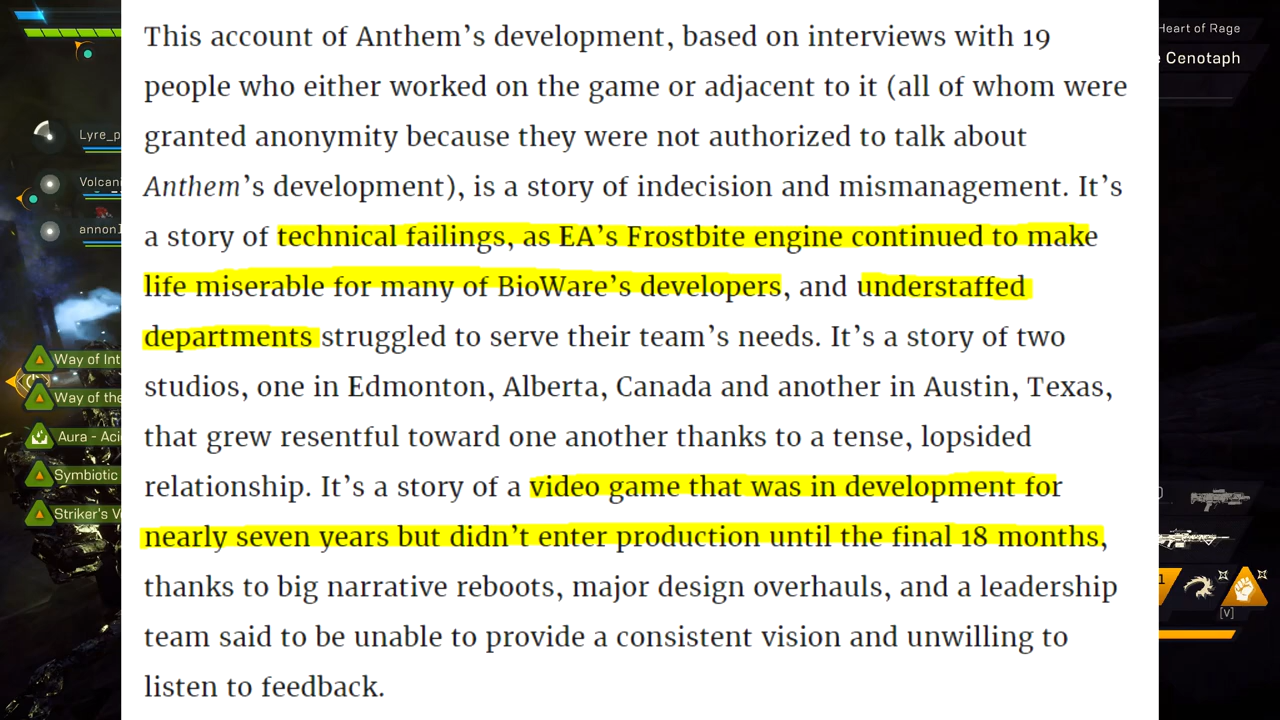 This account of Anthem’s development, based on interviews with 19
people who either worked on the game or adjacent to it (all of whom were
granted anonymity because they were not authorized to talk about
Anthem’s development), is a story of indecision and mismanagement. It’s
a story of technical failings, as EA’s Frostbite engine continued to make
life miserable for many of BioWare’s developers, and understaffed
departments struggled to serve their team’s needs. It’s a story of two
studios, one in Edmonton, Alberta, Canada and another in Austin, Texas,
that grew resentful toward one another thanks to a tense, lopsided
relationship. It’s a story of a video game that was in development for
nearly seven years but didn’t enter production until the final 18 months,
thanks to big narrative reboots, major design overhauls, and a leadership
team said to be unable to provide a consistent vision and unwilling to
listen to feedback.
Lyre_p
Volcani
annon
Way of Int
Way of the
Aura - Aci
Symbiotic
Striker's V
Heart of Rage
e Cenotaph
[V]